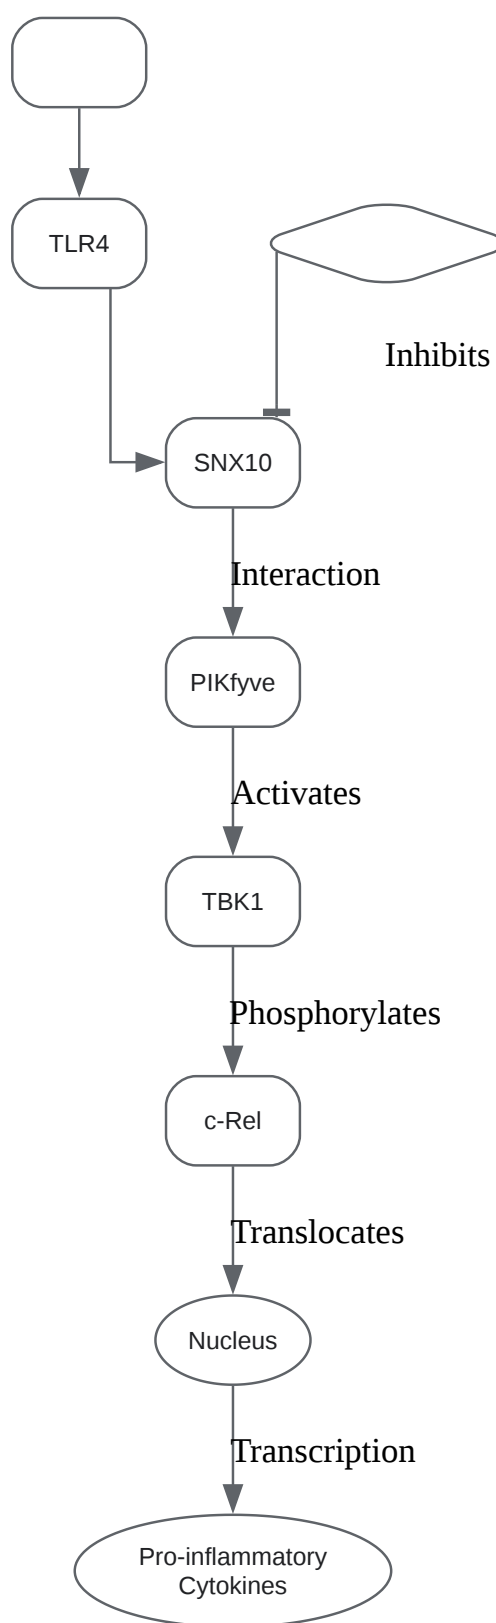 TLR4
Inhibits
SNX10
Interaction
PIKfyve
Activates
TBK1
Phosphorylates
c-Rel
Translocates
Nucleus
Transcription
Pro-inflammatory
Cytokines